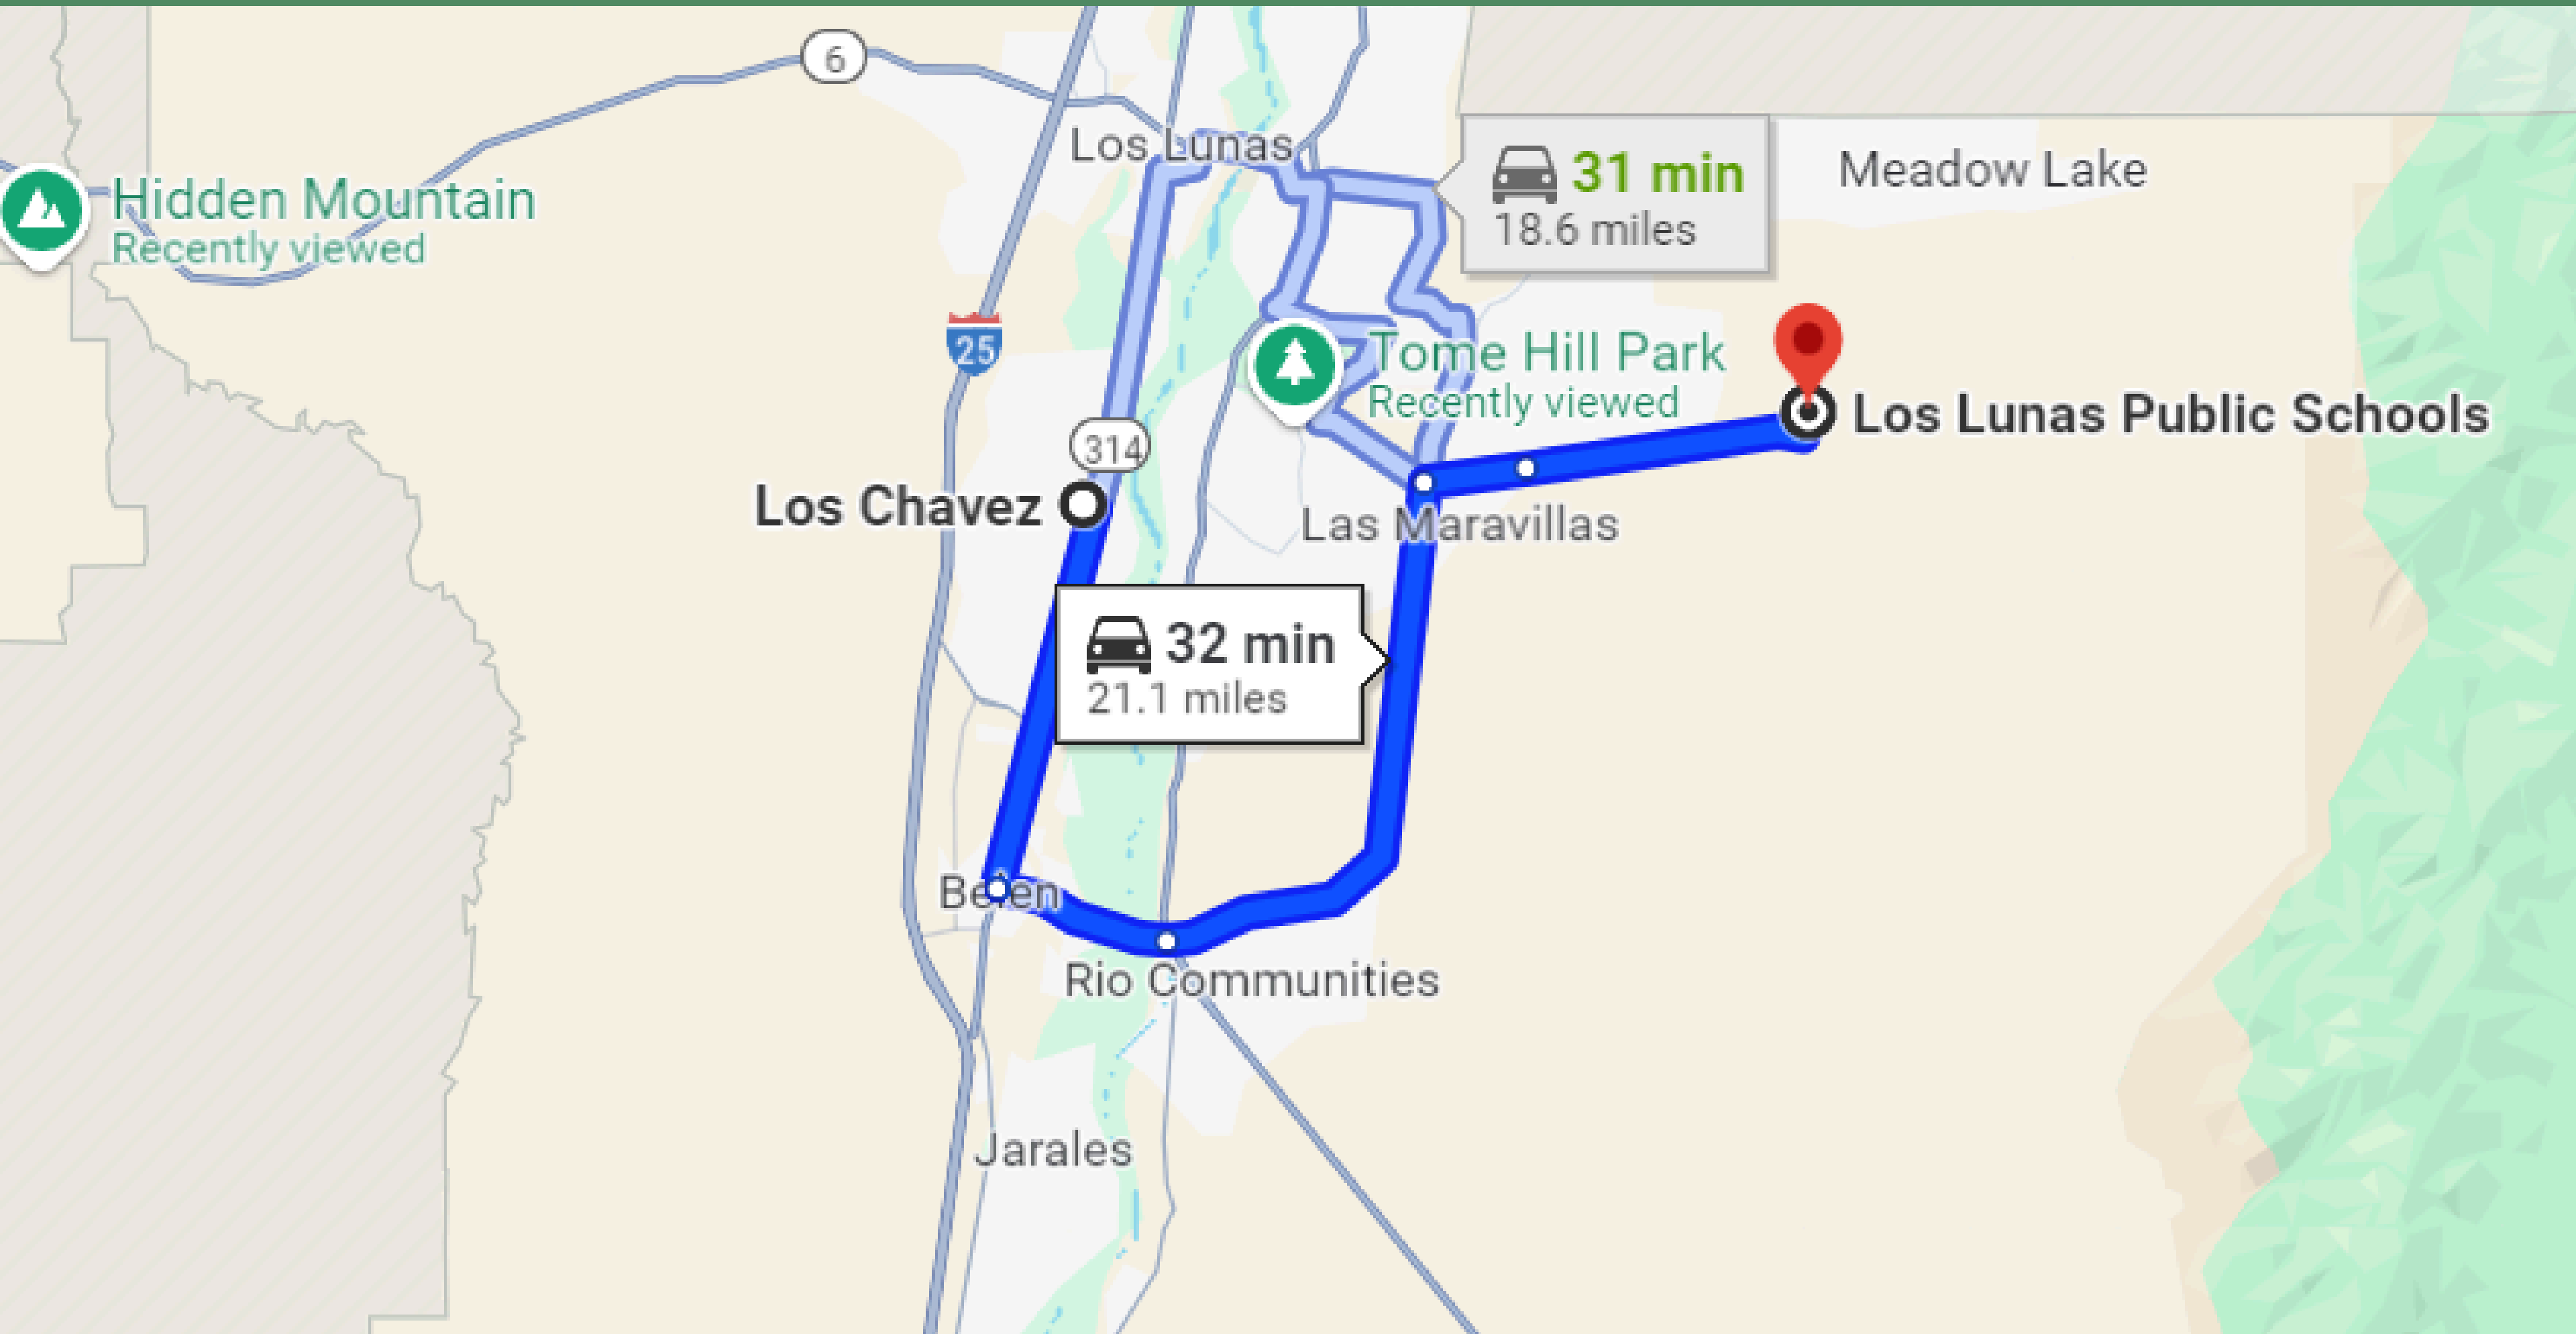 6
Los Lunas
31 min
18.6 miles
Meadow Lake
Hidden Mountain
Recently viewed
25
Tome Hill Park
Recently viewed
Los Lunas Public Schools
314
Los Chavez
Las Maravillas
32 min
21.1 miles
Belen
Rio Communities
Jarales